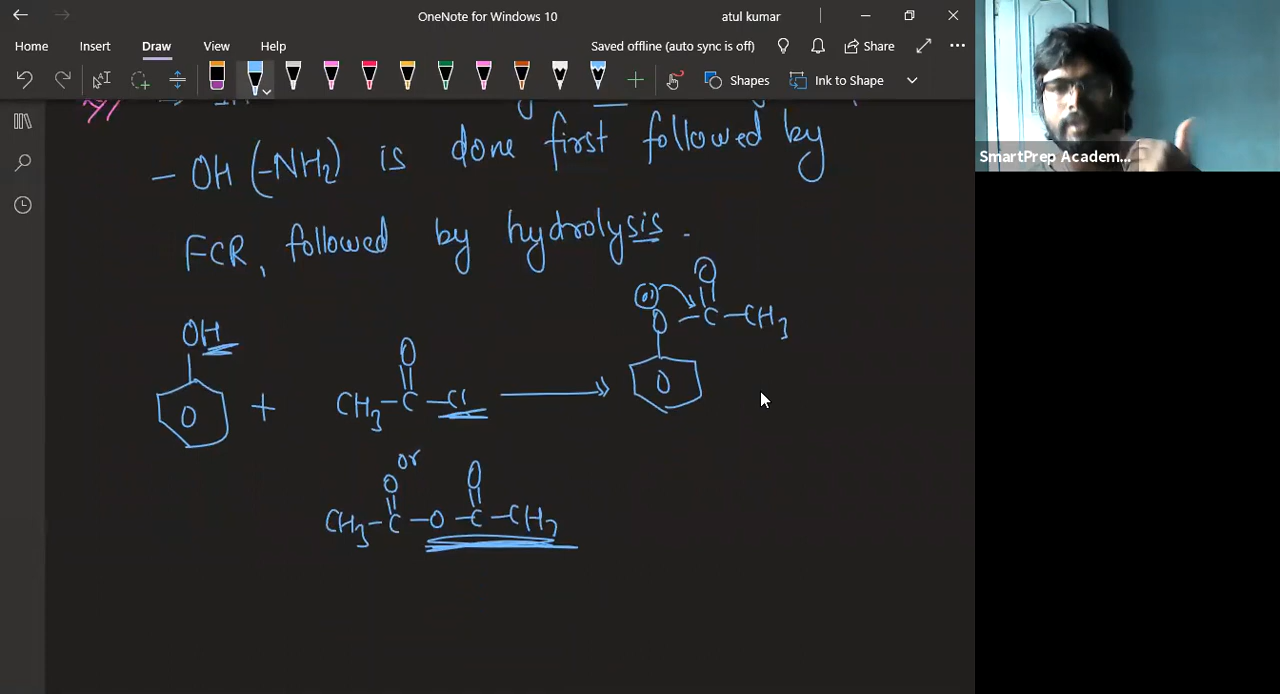 OneNote for Windows 10
atul kumar
Home Insert Draw View Help
Saved offline (auto sync is off)
Share
Shapes
Ink to Shape
SmartPrep Academ...
- OH (-NH2) is done first followed by
FCR, followed by hydrolysis.
OH
+
CH3-C-Cl
O
O
O-C-CH3
O
or
CH3-C-O-C-CH3
O
O